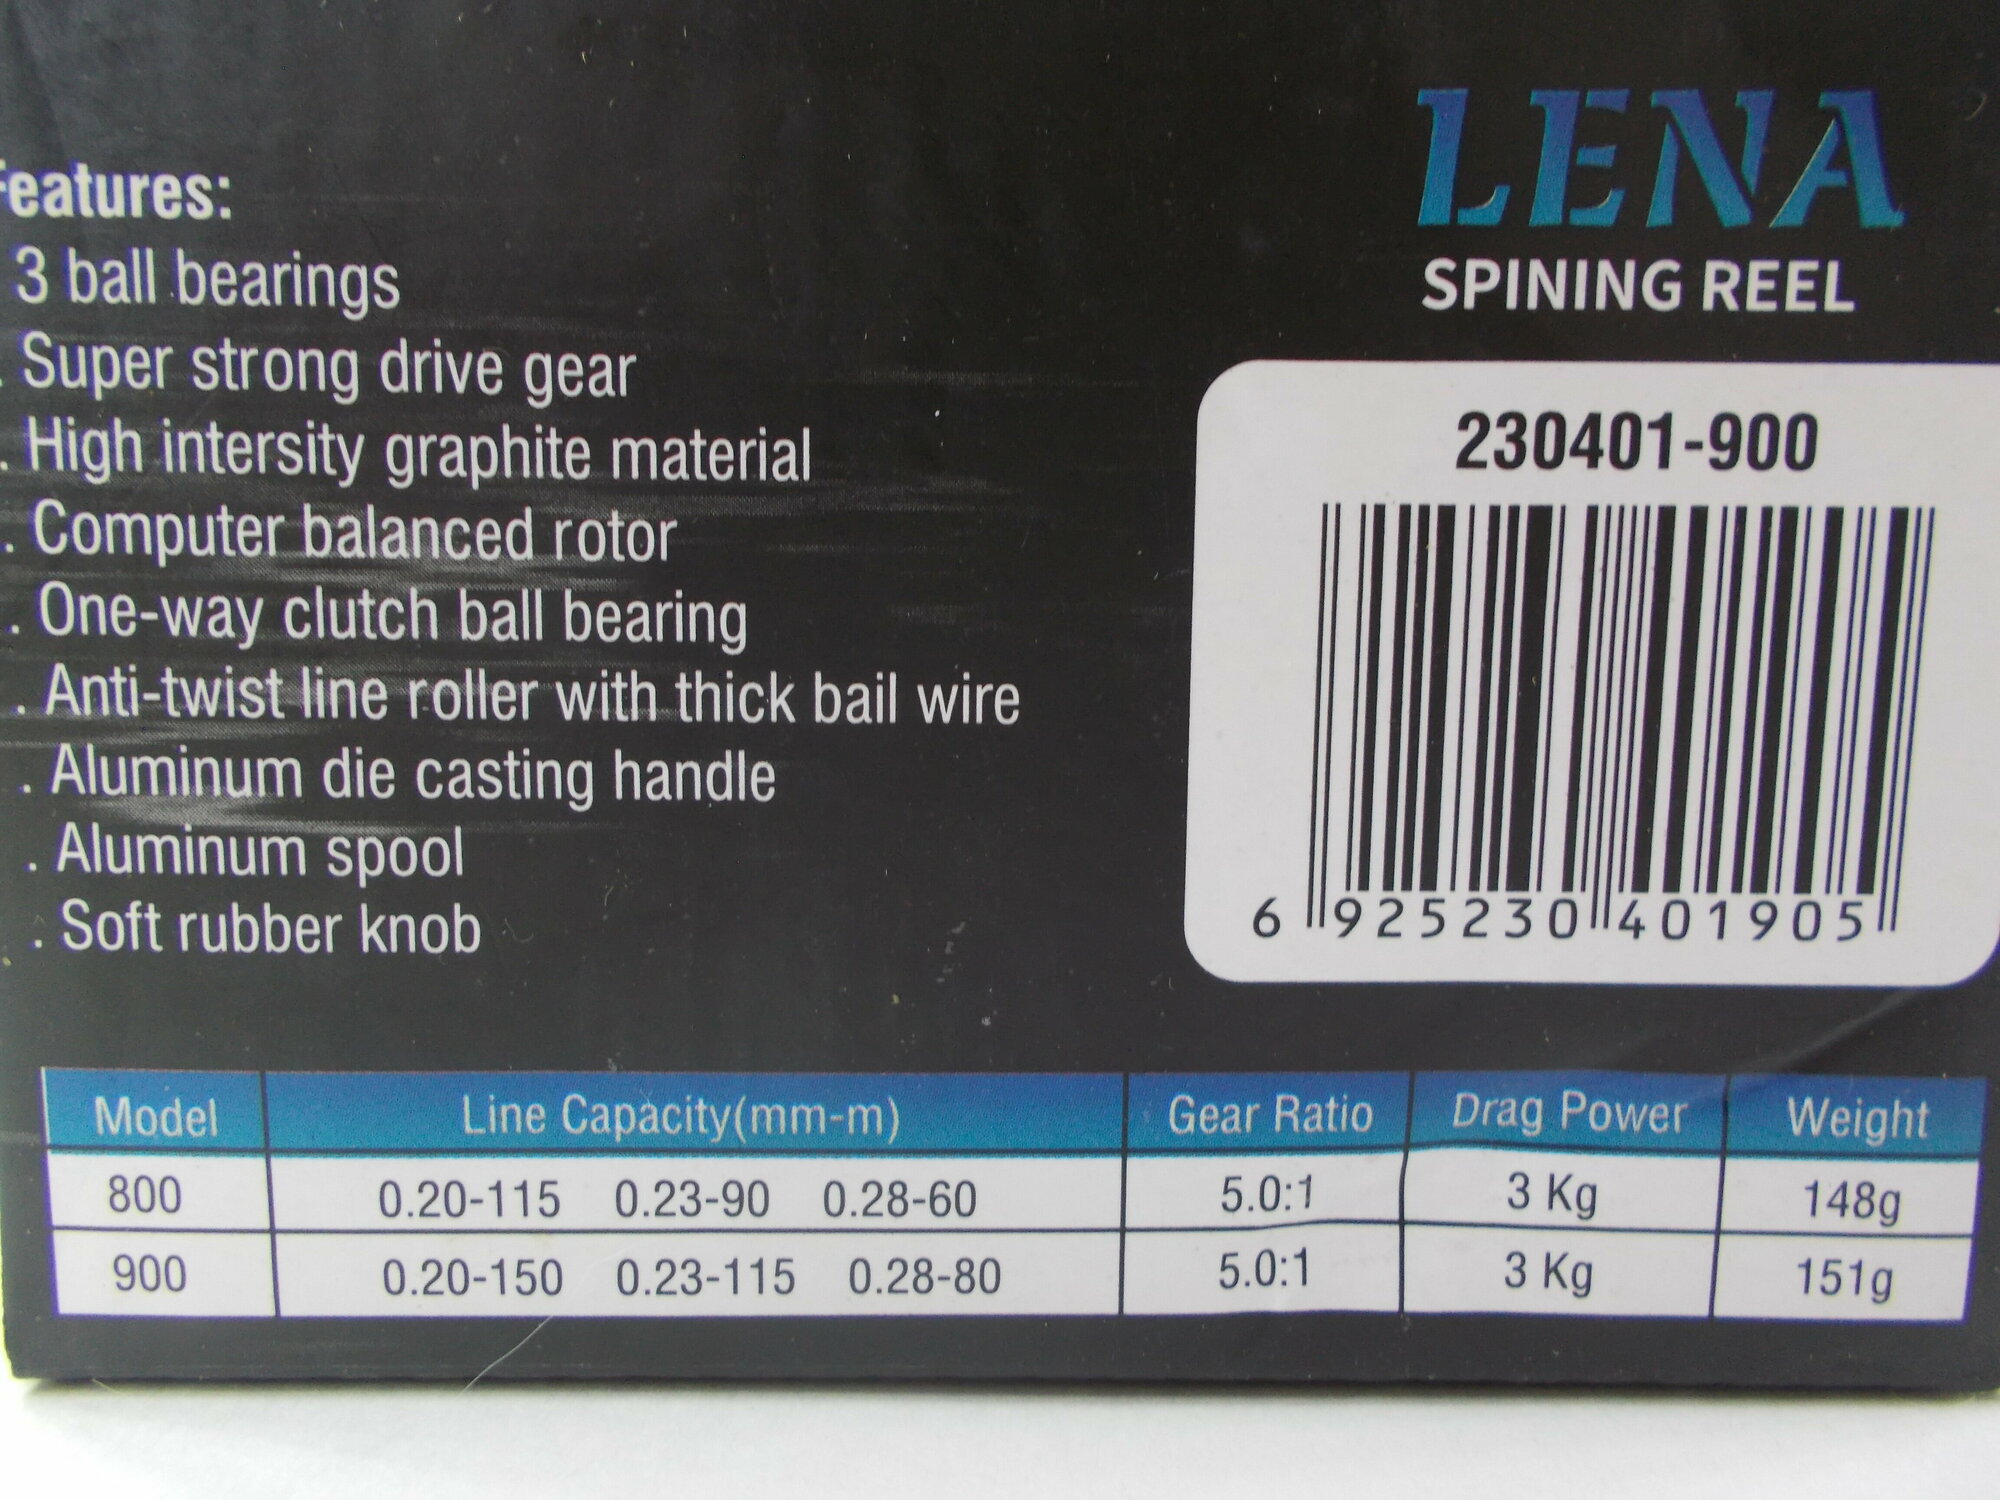 Features:
3 ball bearings
. Super strong drive gear
. High intersity graphite material
. Computer balanced rotor
. One-way clutch ball bearing
. Anti-twist line roller with thick bail wire
. Aluminum die casting handle
. Aluminum spool
. Soft rubber knob
LENA
SPINING REEL
230401-900
6 925230 401905
Model Line Capacity(mm-m) Gear Ratio Drag Power Weight
800 0.20-115 0.23-90 0.28-60 5.0:1 3 Kg 148g
900 0.20-150 0.23-115 0.28-80 5.0:1 3 Kg 151g